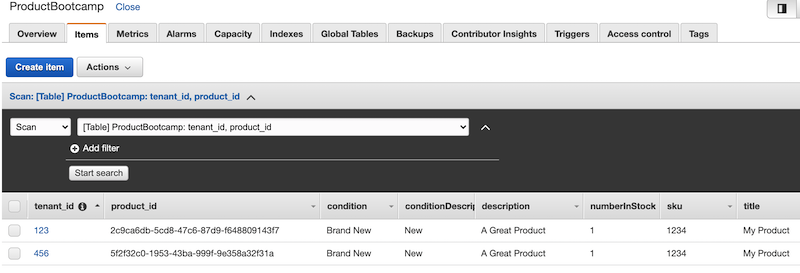 ProductBootcamp Close
Overview Items Metrics Alarms Capacity Indexes Global Tables Backups Contributor Insights Triggers Access control Tags
Create item Actions
Scan: [Table] ProductBootcamp: tenant_id, product_id
Scan [Table] ProductBootcamp: tenant_id, product_id
Add filter
Start search
tenant_id product_id condition conditionDescri description numberInStock sku title
123 2c9ca6db-5cd8-47c6-87d9-f648809143f7 Brand New New A Great Product 1 1234 My Product
456 5f2f32c0-1953-43ba-999f-9e358a32f31a Brand New New A Great Product 1 1234 My Product